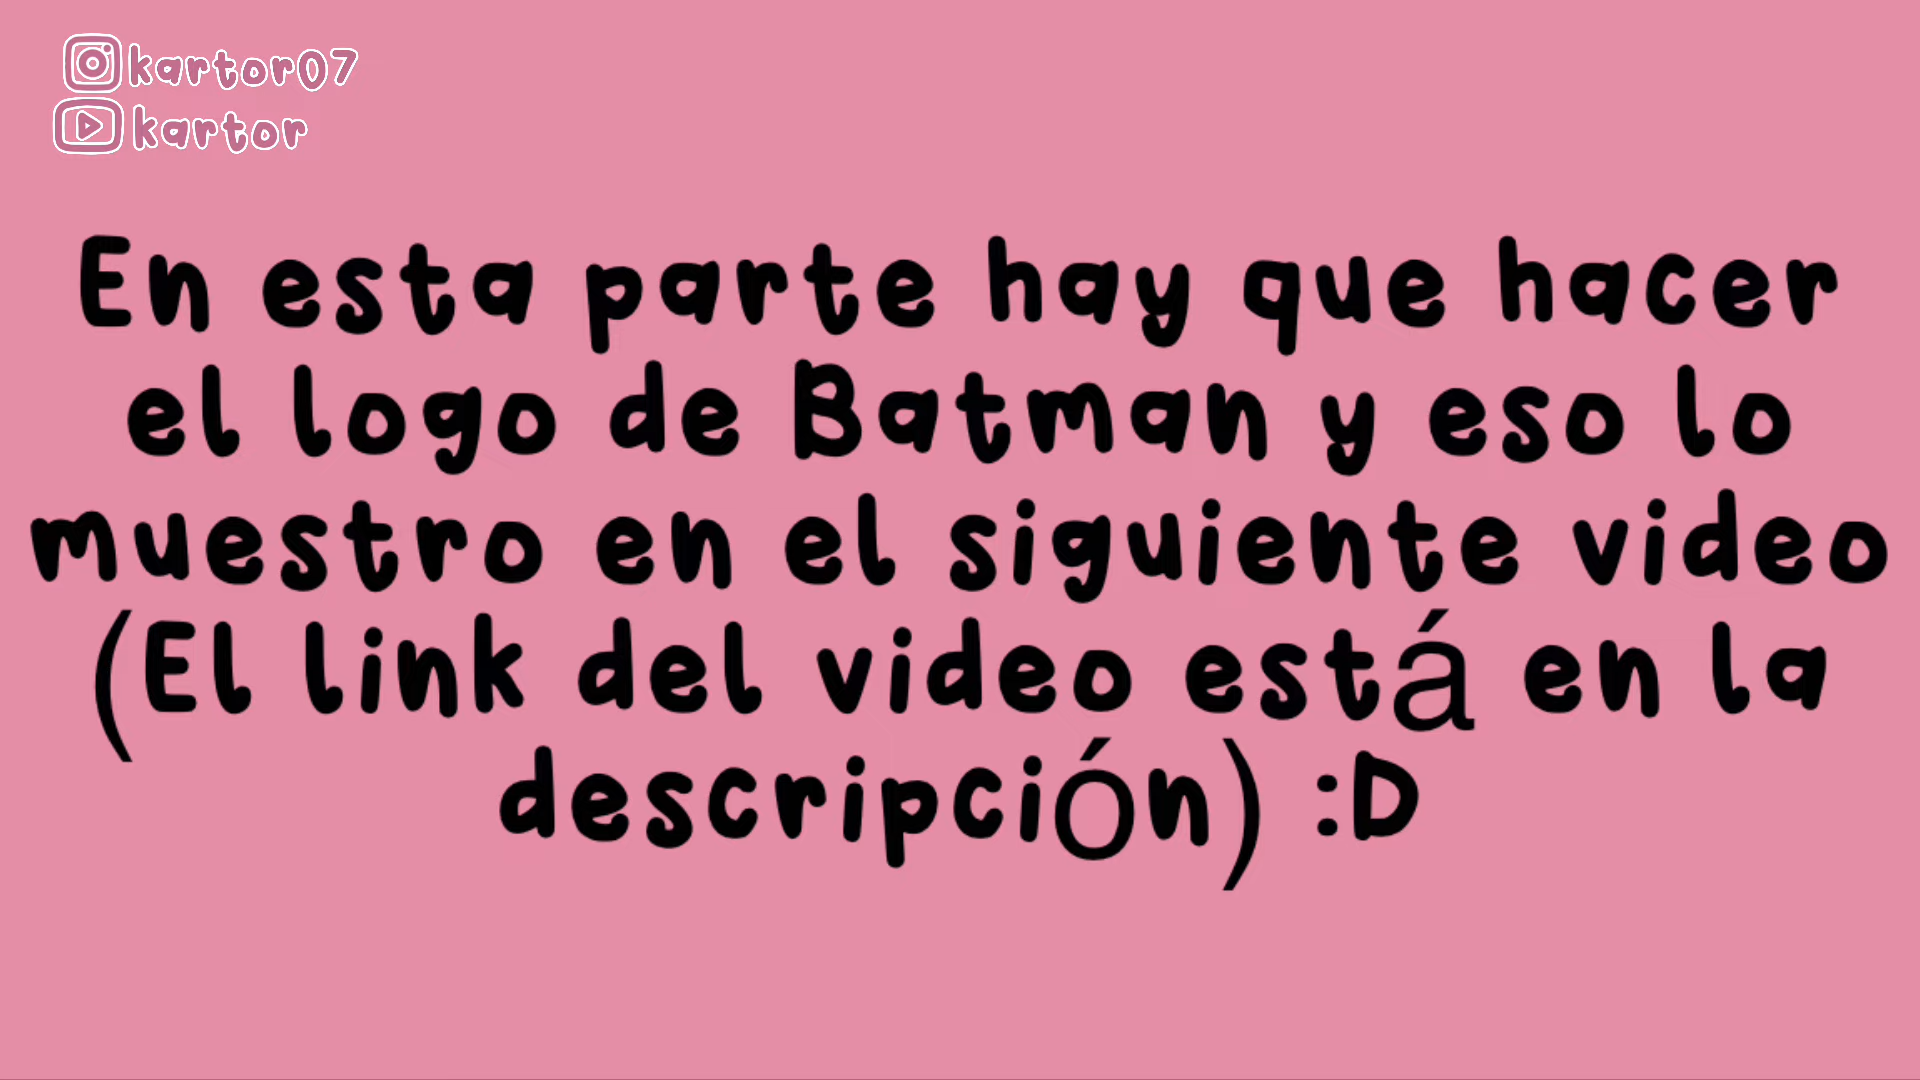 kartor07
kartor
En esta parte hay que hacer
el logo de Batman y eso lo
muestro en el siguiente video
(El link del video está en la
descripción) :D